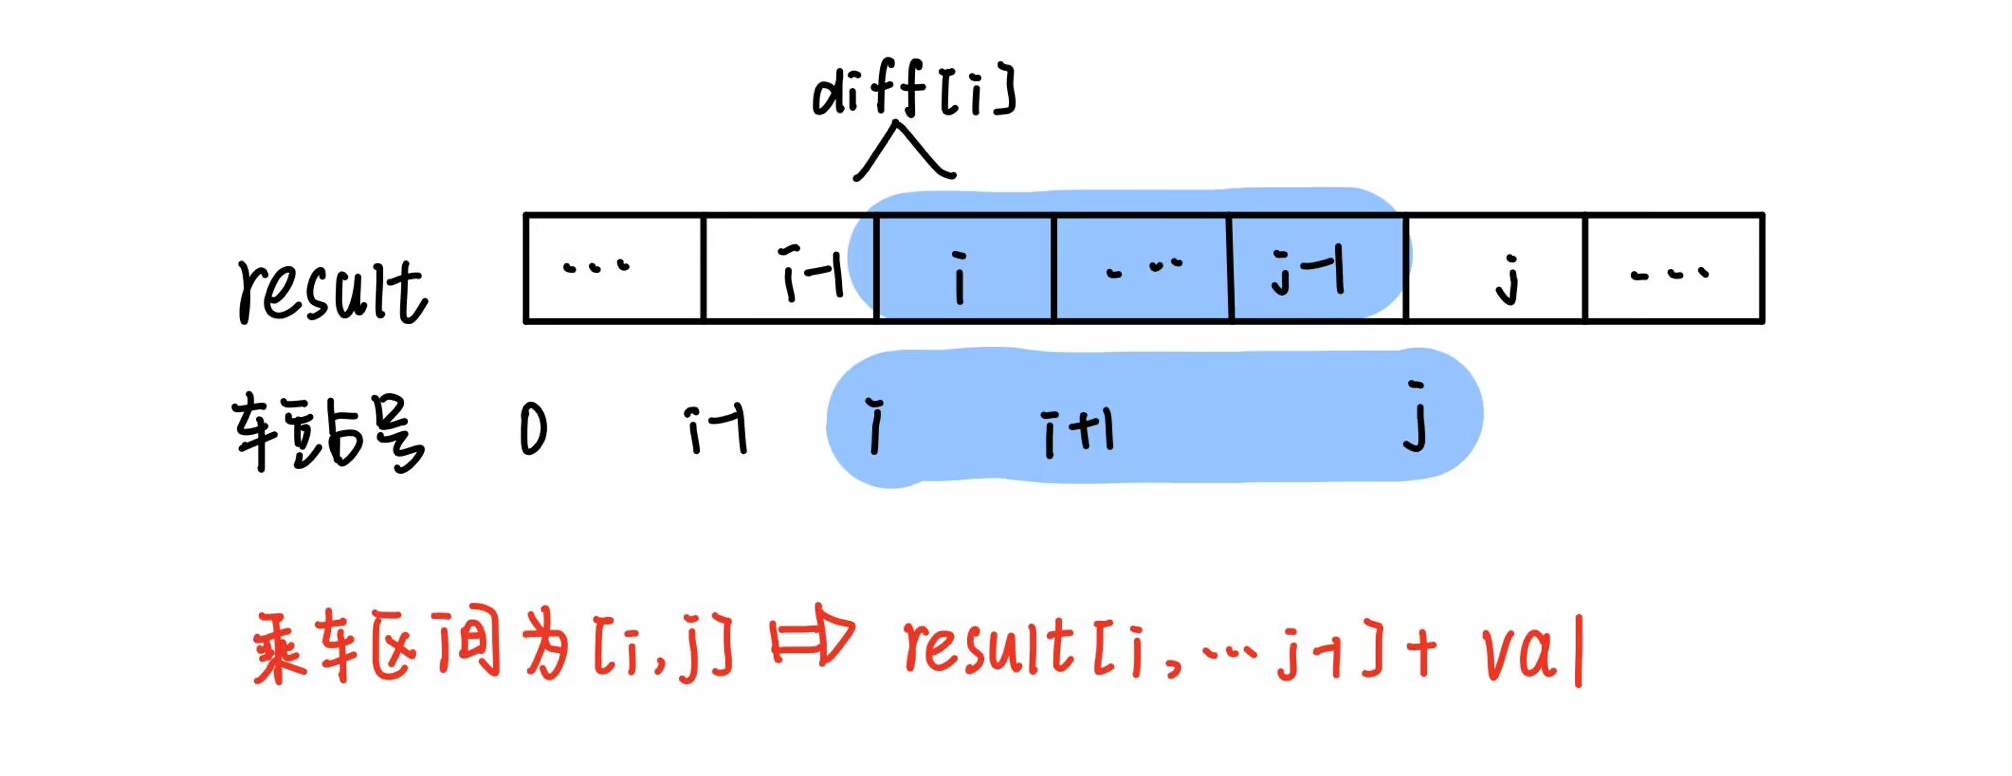 diff[i]
result ... i-1 i ... j-1 j ...
车站号 0 i-1 i i+1 j
乘车区间为[i,j] ⇒ result[i,...j-1]+ val